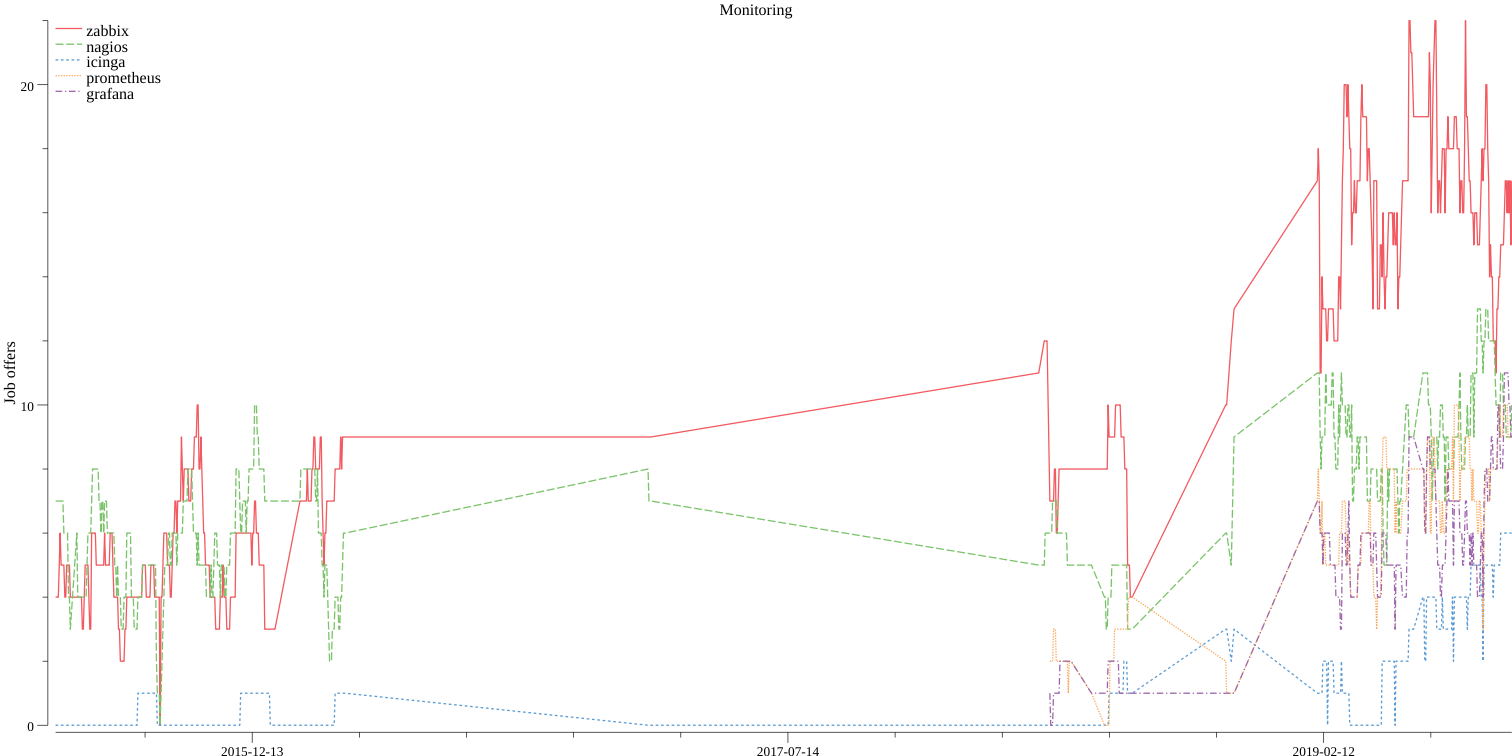 Monitoring
zabbix
nagios
icinga
prometheus
grafana
Job offers
20
10
0
2015-12-13
2017-07-14
2019-02-12